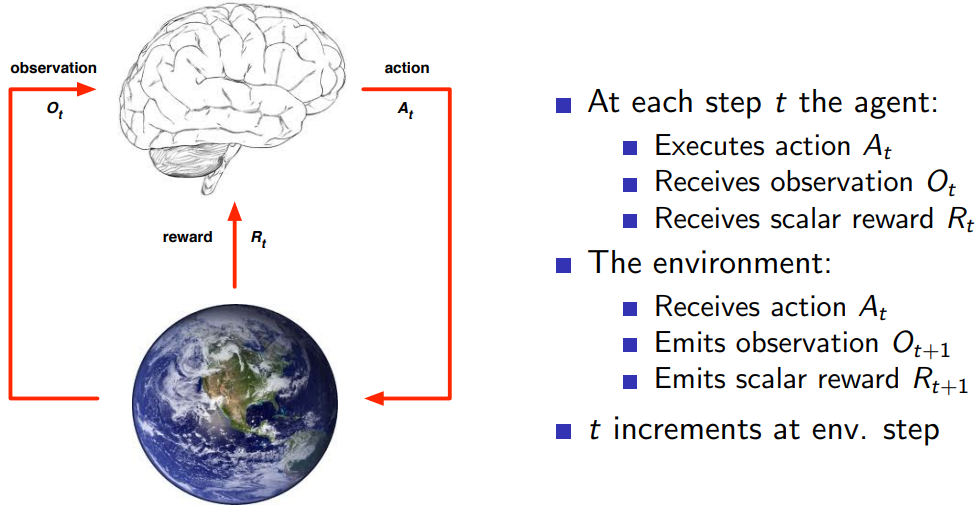 observation
O_t
action
A_t
reward
R_t
At each step t the agent:
Executes action A_t
Receives observation O_t
Receives scalar reward R_t
The environment:
Receives action A_t
Emits observation O_{t+1}
Emits scalar reward R_{t+1}
t increments at env. step